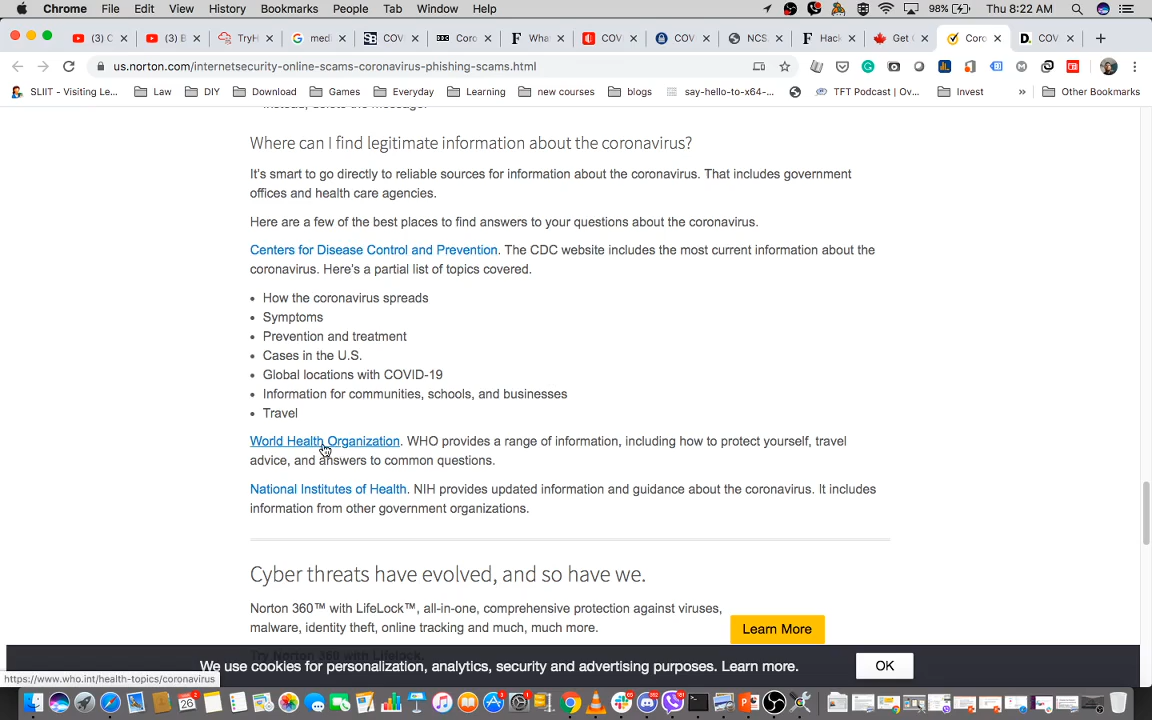 Chrome File Edit View History Bookmarks People Tab Window Help 98% Thu 8:22 AM
(3) C (3) E TryH medi COV Coro Wha COV COV NCS Hack Get Coro COV
us.norton.com/internetsecurity-online-scams-coronavirus-phishing-scams.html
SLIIT - Visiting Le... Law DIY Download Games Everyday Learning new courses blogs say-hello-to-x64-... TFT Podcast | Ov... Invest » Other Bookmarks
instead, delete the message.
Where can I find legitimate information about the coronavirus?
It's smart to go directly to reliable sources for information about the coronavirus. That includes government
offices and health care agencies.
Here are a few of the best places to find answers to your questions about the coronavirus.
Centers for Disease Control and Prevention. The CDC website includes the most current information about the
coronavirus. Here's a partial list of topics covered.
• How the coronavirus spreads
• Symptoms
• Prevention and treatment
• Cases in the U.S.
• Global locations with COVID-19
• Information for communities, schools, and businesses
• Travel
World Health Organization. WHO provides a range of information, including how to protect yourself, travel
advice, and answers to common questions.
National Institutes of Health. NIH provides updated information and guidance about the coronavirus. It includes
information from other government organizations.
Cyber threats have evolved, and so have we.
Norton 360™ with LifeLock™, all-in-one, comprehensive protection against viruses,
malware, identity theft, online tracking and much, much more.
Learn More
Try Norton 360 with Lifelock.
We use cookies for personalization, analytics, security and advertising purposes. Learn more.
OK
https://www.who.int/health-topics/coronavirus
26